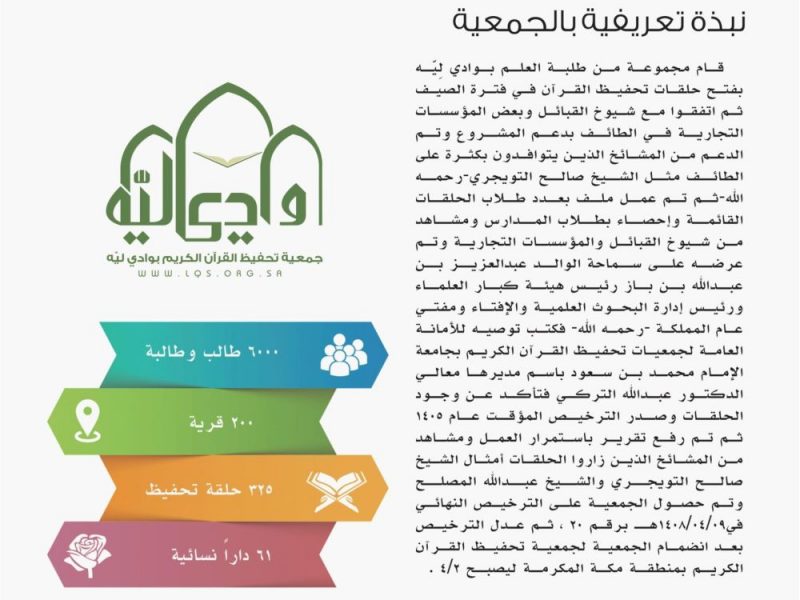 نبذة تعريفية بالجمعية
قام مجموعة من طلبة العلم بوادي لِيّه
بفتح حلقات تحفيظ القرآن في فترة الصيف
ثم اتفقوا مع شيوخ القبائل وبعض المؤسسات
التجارية في الطائف بدعم المشروع وتم
الدعم من المشائخ الذين يتوافدون بكثرة على
الطائف مثل الشيخ صالح التويجري-رحمه
الله-ثم تم عمل ملف بعدد طلاب الحلقات
القائمة وإحصاء بطلاب المدارس ومشاهد
من شيوخ القبائل والمؤسسات التجارية وتم
عرضه على سماحة الوالد عبدالعزيز بن
عبدالله بن باز رئيس هيئة كبار العلماء
ورئيس إدارة البحوث العلمية والإفتاء ومفتي
عام المملكة -رحمه الله- فكتب توصيه للأمانة
العامة لجمعيات تحفيظ القرآن الكريم بجامعة
الإمام محمد بن سعود باسم مديرها معالي
الدكتور عبدالله التركي فتأكد عن وجود
الحلقات وصدر الترخيص المؤقت عام ١٤٠٥
ثم تم رفع تقرير باستمرار العمل ومشاهد
من المشائخ الذين زاروا الحلقات أمثال الشيخ
صالح التويجري والشيخ عبدالله المصلح
وتم حصول الجمعية على الترخيص النهائي
في١٤٠٨/٠٤/٠٩هـ برقم ٢٠ ، ثم عدل الترخيص
بعد انضمام الجمعية لجمعية تحفيظ القرآن
الكريم بمنطقة مكة المكرمة ليصبح ٤/٢ .
وادي ليّه
جمعية تحفيظ القرآن الكريم بوادي ليّه
WWW.LQS.ORG.SA
٦٠٠٠ طالب وطالبة
٢٠٠ قرية
٣٢٥ حلقة تحفيظ
٦١ داراً نسائية